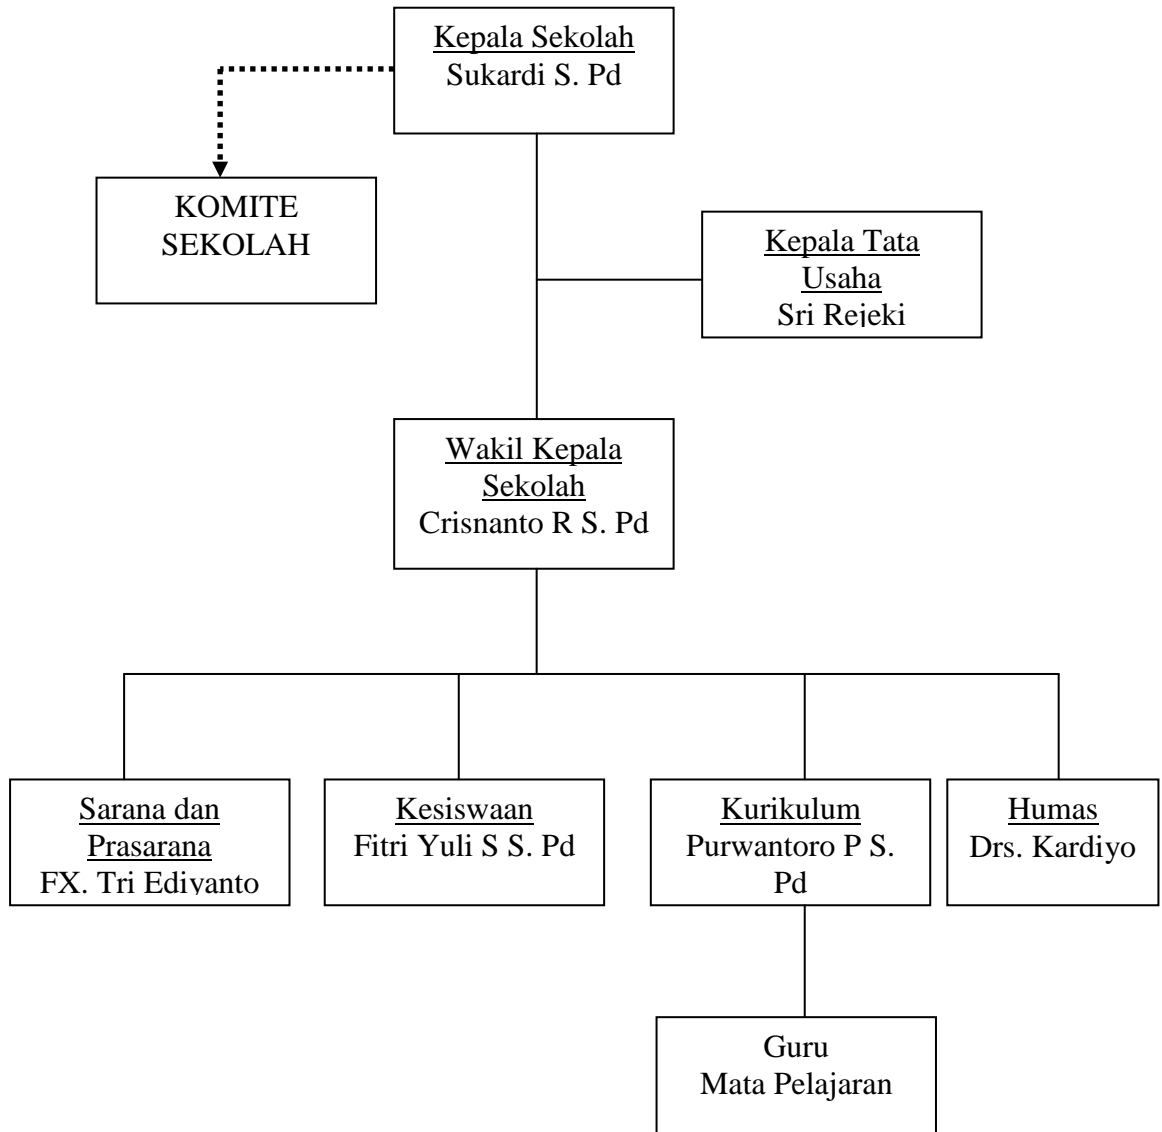 Kepala Sekolah
Sukardi S. Pd
KOMITE
SEKOLAH
Kepala Tata
Usaha
Sri Rejeki
Wakil Kepala
Sekolah
Crisnanto R S. Pd
Sarana dan
Prasarana
FX. Tri Ediyanto
Kesiswaan
Fitri Yuli S S. Pd
Kurikulum
Purwantoro P S.
Pd
Humas
Drs. Kardiyo
Guru
Mata Pelajaran